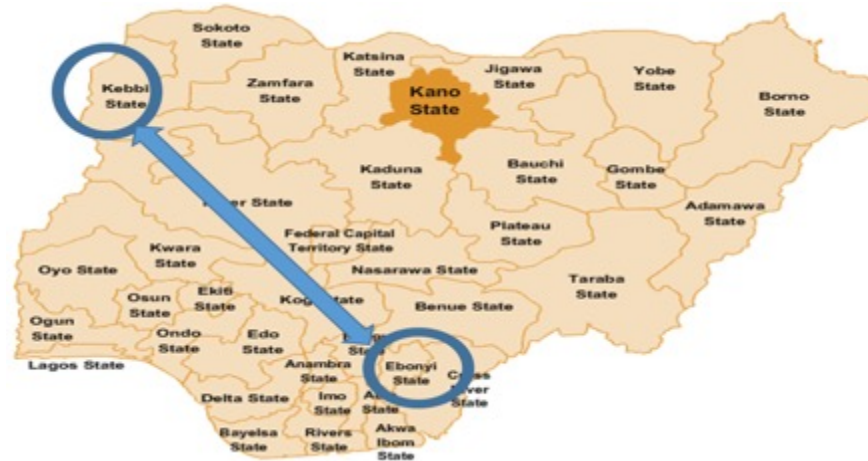 Sokoto
State
Kebbi
State
Zamfara
State
Katsina
State
Kano
State
Jigawa
State
Yobe
State
Borno
State
Kaduna
State
Bauchi
State
Gombe
State
Adamawa
State
State
Federal Capital
Territory State
Plateau
State
Kwara
State
Oyo State
Nasarawa State
Taraba
State
Osun
State
Ekiti
State
State
Benue State
Ogun
State
Ondo
State
Edo
State
Lagos State
Anambra
State
Ebonyi
State
State
Delta State
Imo
State
Bayelsa
State
Rivers
State
Akwa
Ibom
State